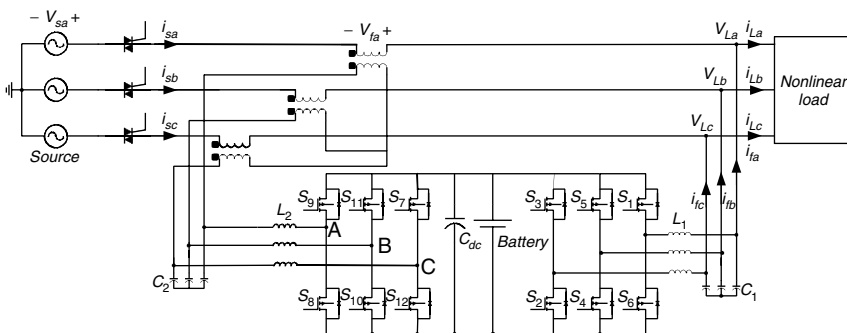 − V_sa +
− V_fa +
i_sa
V_La
i_La
i_sb
V_Lb
i_Lb
Nonlinear
load
i_sc
V_Lc
i_Lc
Source
i_fa
S_9
S_11
S_7
S_3
S_5
S_1
i_fc
i_fb
L_2
A
L_1
B
C_dc
Battery
C
C_2
S_8
S_10
S_12
S_2
S_4
S_6
C_1